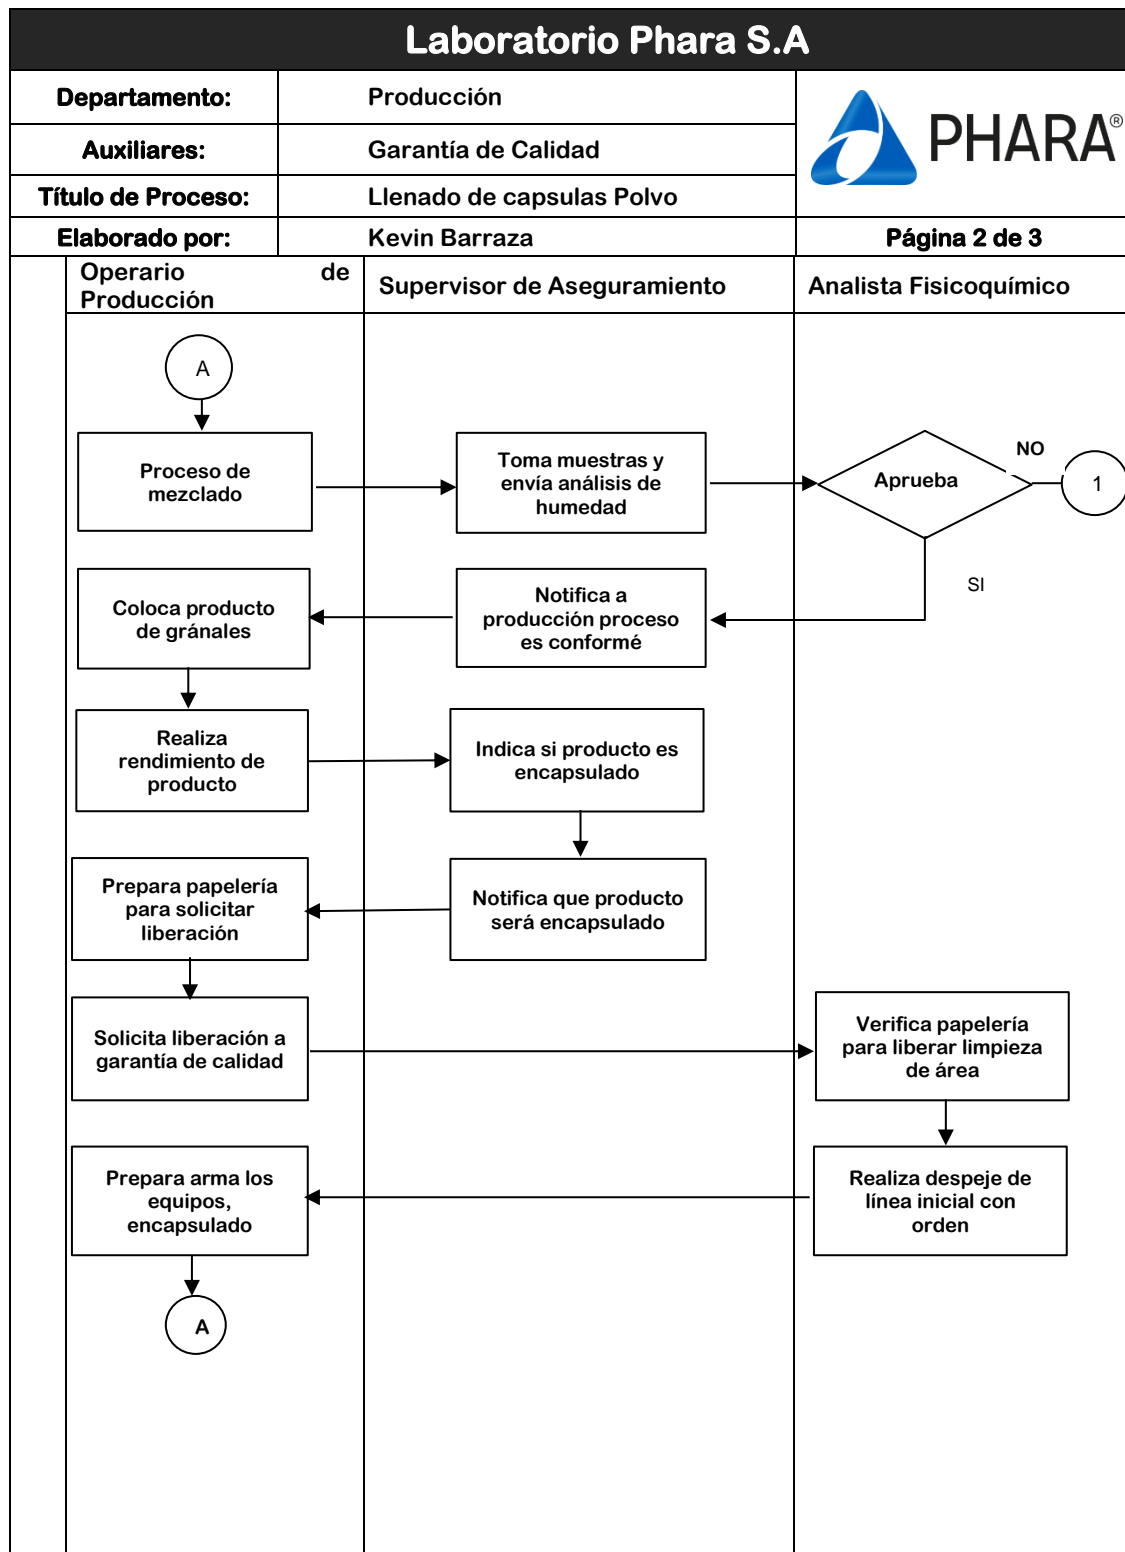 Laboratorio Phara S.A
Departamento:
Producción
PHARA®
Auxiliares:
Garantía de Calidad
Título de Proceso:
Llenado de capsulas Polvo
Elaborado por:
Kevin Barraza
Página 2 de 3
Operario de
Producción
Supervisor de Aseguramiento
Analista Fisicoquímico
A
Proceso de
mezclado
Toma muestras y
envía análisis de
humedad
Aprueba
NO
1
SI
Notifica a
producción proceso
es conformé
Coloca producto
de gránales
Realiza
rendimiento de
producto
Indica si producto es
encapsulado
Notifica que producto
será encapsulado
Prepara papelería
para solicitar
liberación
Solicita liberación a
garantía de calidad
Verifica papelería
para liberar limpieza
de área
Realiza despeje de
línea inicial con
orden
Prepara arma los
equipos,
encapsulado
A